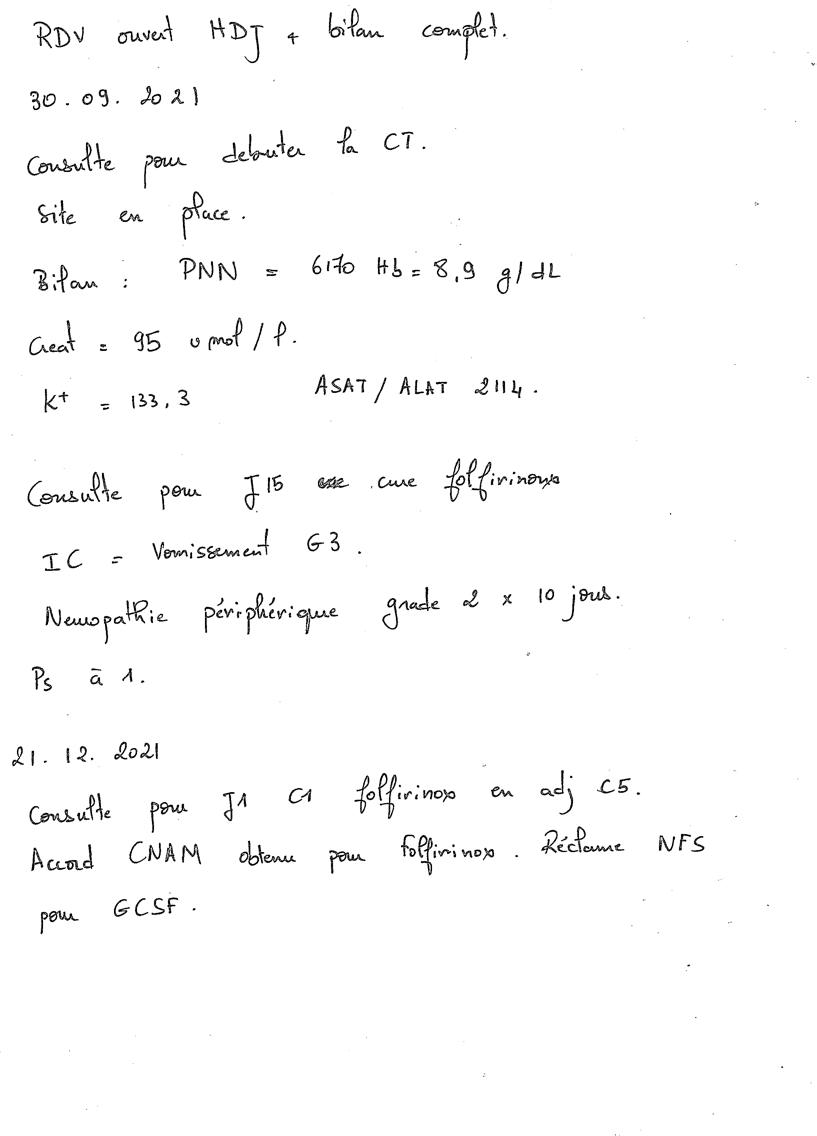 RDV ouvert HDJ + bilan complet.
30.09.2021
Consulte pour debuter la CT.
Site en place.
Bilan : PNN = 6170 Hb = 8,9 g/dL
Creat = 95 umol/l.
K+ = 133,3 ASAT/ALAT 2114.
Consulte pour J15 cure folfirinox
IC = Vomissement G3.
Neuropathie périphérique grade 2 x 10 jours.
Ps à 1.
21.12.2021
Consulte pour J1 C1 folfirinox en adj C5.
Accord CNAM obtenu pour folfirinox. Réclame NFS
pour GCSF.